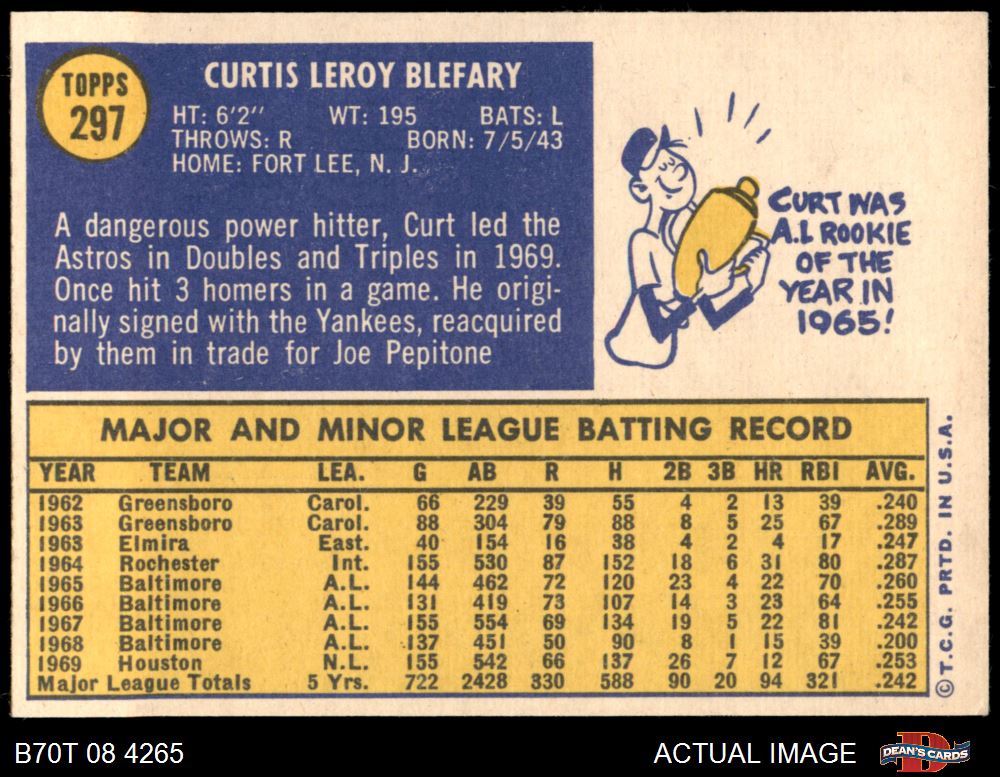 TOPPS
297
CURTIS LEROY BLEFARY
HT: 6'2" WT: 195 BATS: L
THROWS: R BORN: 7/5/43
HOME: FORT LEE, N. J.
A dangerous power hitter, Curt led the
Astros in Doubles and Triples in 1969.
Once hit 3 homers in a game. He origi-
nally signed with the Yankees, reacquired
by them in trade for Joe Pepitone
CURT WAS
A.L ROOKIE
OF THE
YEAR IN
1965!
MAJOR AND MINOR LEAGUE BATTING RECORD
YEAR TEAM LEA. G AB R H 2B 3B HR RBI AVG.
1962 Greensboro Carol. 66 229 39 55 4 2 13 39 .240
1963 Greensboro Carol. 88 304 79 88 8 5 25 67 .289
1963 Elmira East. 40 154 16 38 4 2 4 17 .247
1964 Rochester Int. 155 530 87 152 18 6 31 80 .287
1965 Baltimore A.L. 144 462 72 120 23 4 22 70 .260
1966 Baltimore A.L. 131 419 73 107 14 3 23 64 .255
1967 Baltimore A.L. 155 554 69 134 19 5 22 81 .242
1968 Baltimore A.L. 137 451 50 90 8 1 15 39 .200
1969 Houston N.L. 155 542 66 137 26 7 12 67 .253
Major League Totals 5 Yrs. 722 2428 330 588 90 20 94 321 .242
© T.C.G. PRTD. IN U.S.A.
B70T 08 4265
ACTUAL IMAGE
DEAN'S CARDS